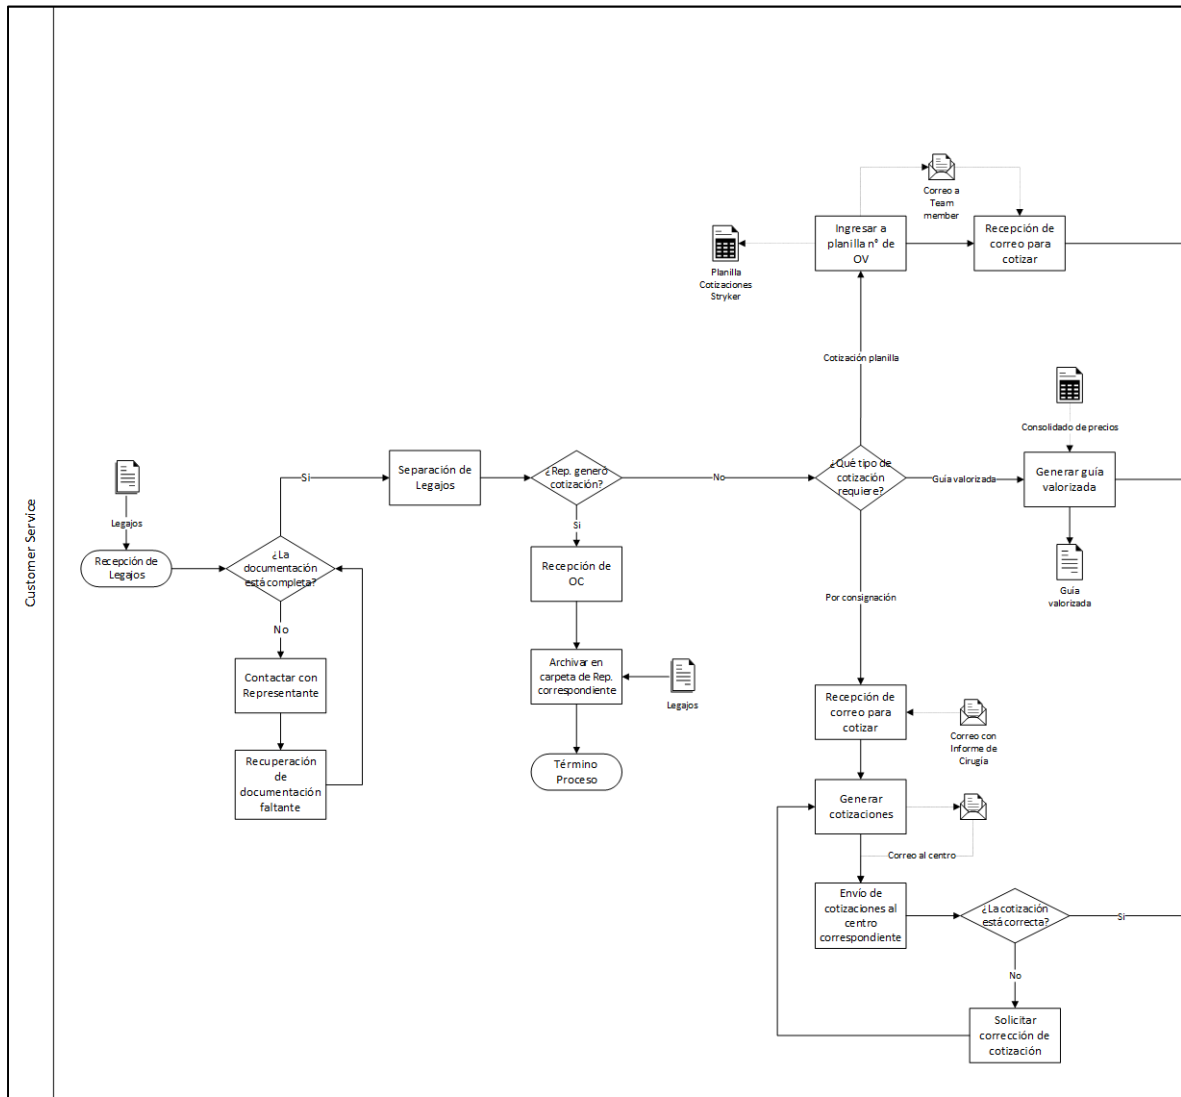 Customer Service
Legajos
Recepción de
Legajos
¿La
documentación
está completa?
Si
No
Contactar con
Representante
Recuperación
de
documentación
faltante
Separación de
Legajos
¿Rep. generó
cotización?
Si
No
Recepción de
OC
Archivar en
carpeta de Rep.
correspondiente
Legajos
Término
Proceso
¿Qué tipo de
cotización
requiere?
Cotización planilla
Ingresar a
planilla n° de
OV
Planilla
Cotizaciones
Stryker
Correo a
Team
member
Recepción de
correo para
cotizar
Guía valorizada
Consolidado de precios
Generar guía
valorizada
Guía
valorizada
Por consignación
Recepción de
correo para
cotizar
Correo con
Informe de
Cirugía
Generar
cotizaciones
Correo al centro
Envío de
cotizaciones al
centro
correspondiente
¿La cotización
está correcta?
Si
No
Solicitar
corrección de
cotización